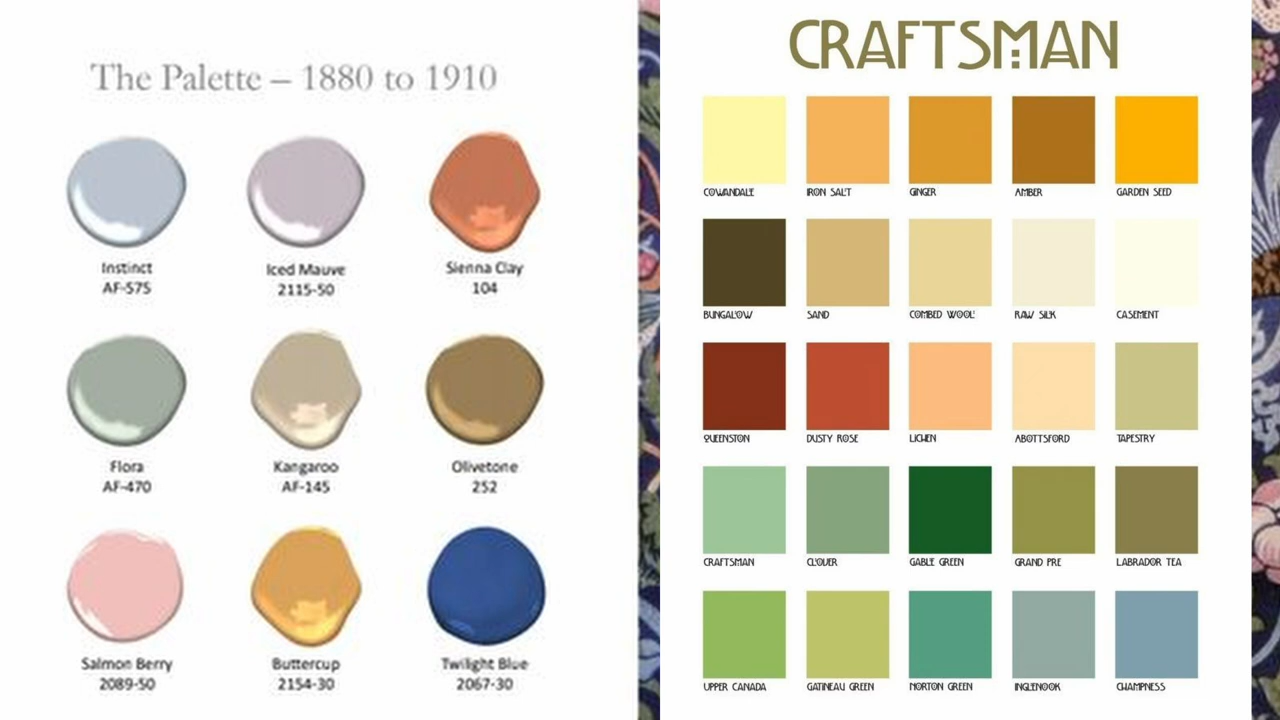 The Palette – 1880 to 1910
Instinct
AF-575
Iced Mauve
2115-50
Sienna Clay
104
Flora
AF-470
Kangaroo
AF-145
Olivetone
252
Salmon Berry
2089-50
Buttercup
2154-30
Twilight Blue
2067-30
CRAFTSMAN
COWANDALE
IRON SALT
GINGER
AMBER
GARDEN SEED
BUNGALOW
SAND
COMBED WOOL
RAW SILK
CASEMENT
QUEENSTON
DUSTY ROSE
LICHEN
ABOTTSFORD
TAPESTRY
CRAFTSMAN
CLOVER
GABLE GREEN
GRAND PRE
LABRADOR TEA
UPPER CANADA
GATINEAU GREEN
NORTON GREEN
INGLENOOK
CHAMPNESS